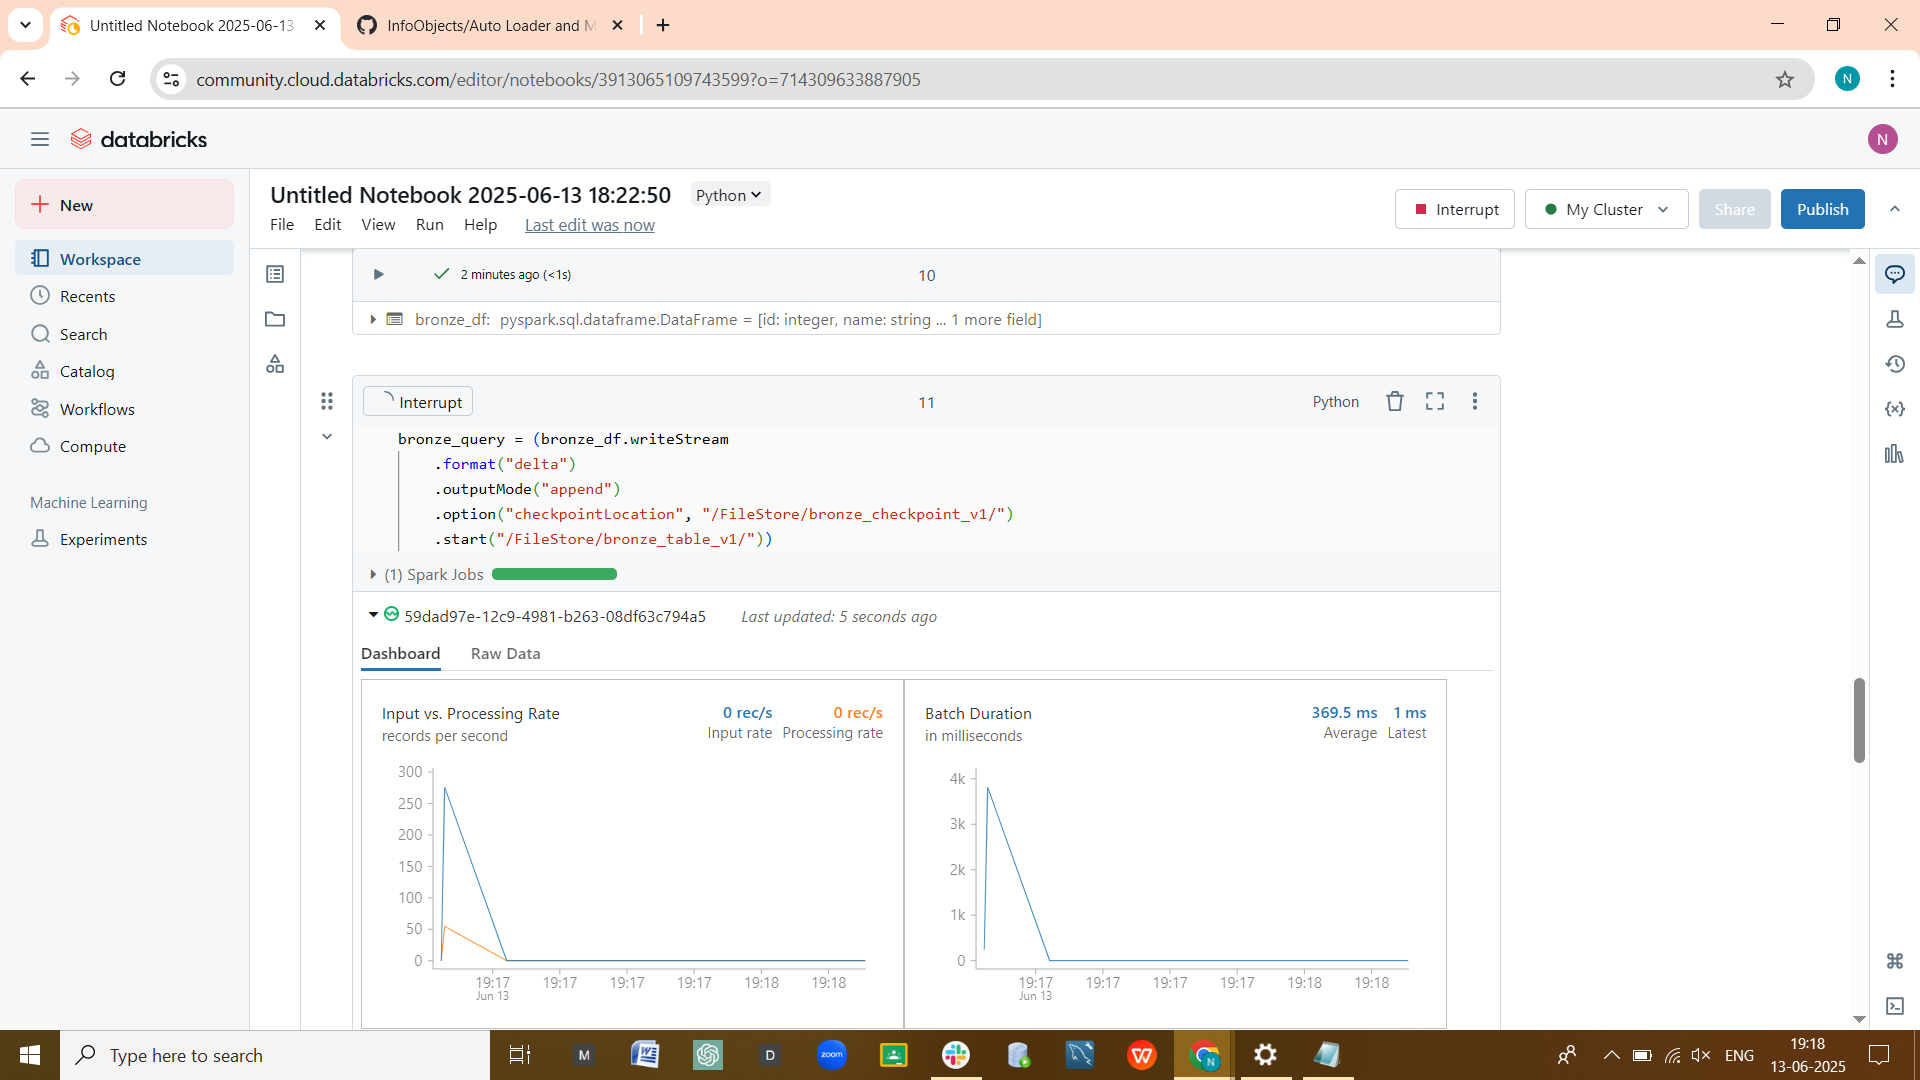 Untitled Notebook 2025-06-13
InfoObjects/Auto Loader and M
community.cloud.databricks.com/editor/notebooks/3913065109743599?o=714309633887905
N
databricks
N
New
Workspace
Recents
Search
Catalog
Workflows
Compute
Machine Learning
Experiments
Untitled Notebook 2025-06-13 18:22:50
Python
File Edit View Run Help Last edit was now
Interrupt
My Cluster
Share
Publish
2 minutes ago (<1s)
10
bronze_df: pyspark.sql.dataframe.DataFrame = [id: integer, name: string ... 1 more field]
Interrupt
11
Python
bronze_query = (bronze_df.writeStream
.format("delta")
.outputMode("append")
.option("checkpointLocation", "/FileStore/bronze_checkpoint_v1/")
.start("/FileStore/bronze_table_v1/"))
(1) Spark Jobs
59dad97e-12c9-4981-b263-08df63c794a5 Last updated: 5 seconds ago
Dashboard Raw Data
Input vs. Processing Rate
records per second
0 rec/s
Input rate
0 rec/s
Processing rate
300
250
200
150
100
50
0
19:17 19:17 19:17 19:17 19:18 19:18
Jun 13
Batch Duration
in milliseconds
369.5 ms
Average
1 ms
Latest
4k
3k
2k
1k
0
19:17 19:17 19:17 19:17 19:18 19:18
Jun 13
Type here to search
M
W
D
zoom
W
N
ENG
19:18
13-06-2025